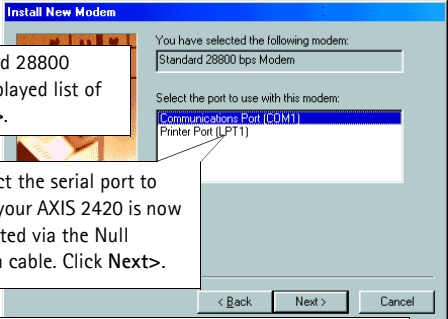 Install New Modem
You have selected the following modem:
Standard 28800 bps Modem
Select the port to use with this modem:
Communications Port (COM1)
Printer Port (LPT1)
d 28800
played list of
>.
ct the serial port to
your AXIS 2420 is now
ted via the Null
cable. Click Next>.
< Back
Next >
Cancel